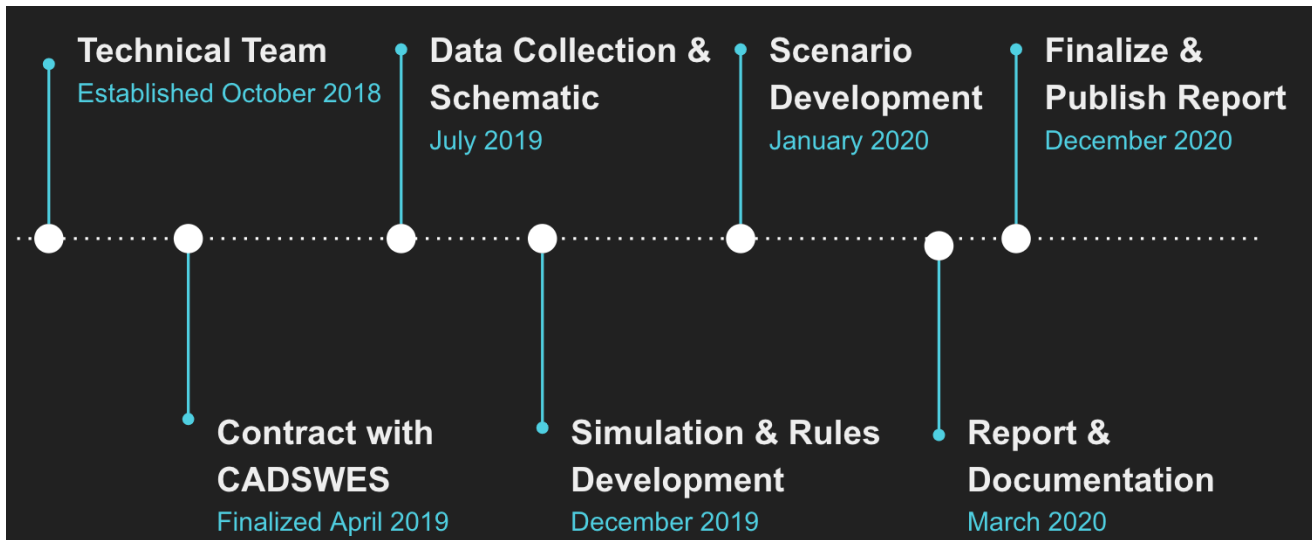 Technical Team
Established October 2018
Data Collection &
Schematic
July 2019
Scenario
Development
January 2020
Finalize &
Publish Report
December 2020
Contract with
CADSWES
Finalized April 2019
Simulation & Rules
Development
December 2019
Report &
Documentation
March 2020